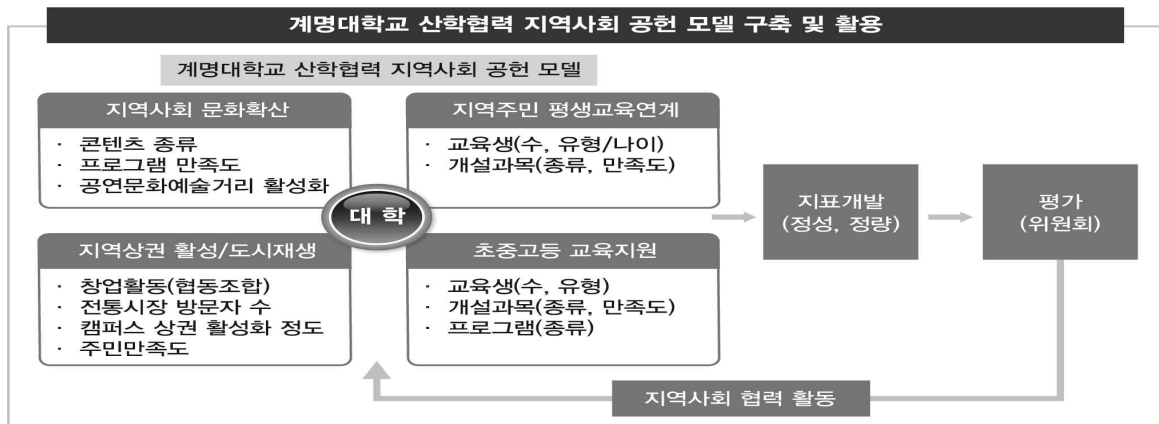 계명대학교 산학협력 지역사회 공헌 모델 구축 및 활용
계명대학교 산학협력 지역사회 공헌 모델
지역사회 문화확산
· 콘텐츠 종류
· 프로그램 만족도
· 공연문화예술거리 활성화
지역주민 평생교육연계
· 교육생(수, 유형/나이)
· 개설과목(종류, 만족도)
대 학
지역상권 활성/도시재생
· 창업활동(협동조합)
· 전통시장 방문자 수
· 캠퍼스 상권 활성화 정도
· 주민만족도
초중고등 교육지원
· 교육생(수, 유형)
· 개설과목(종류, 만족도)
· 프로그램(종류)
지표개발
(정성, 정량)
평가
(위원회)
지역사회 협력 활동